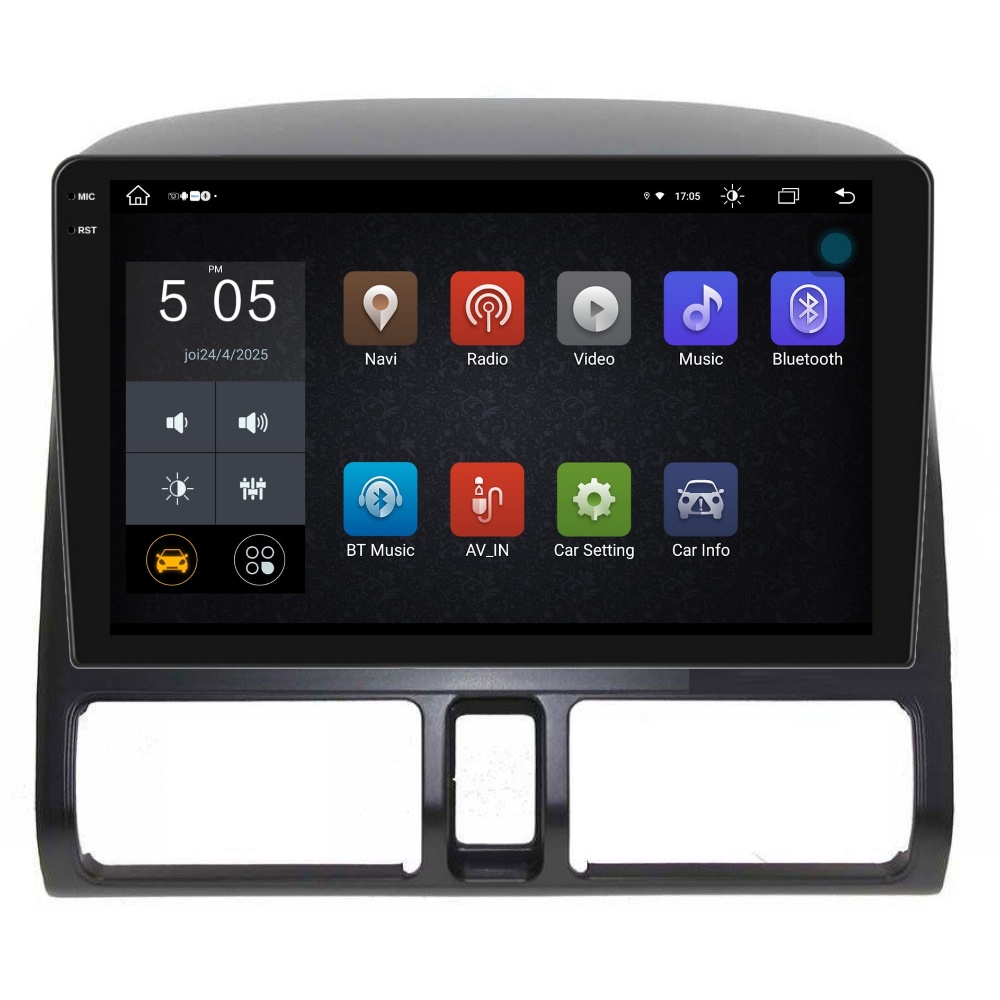 MIC
RST
17:05
PM
5 05
joi24/4/2025
Navi
Radio
Video
Music
Bluetooth
BT Music
AV_IN
Car Setting
Car Info